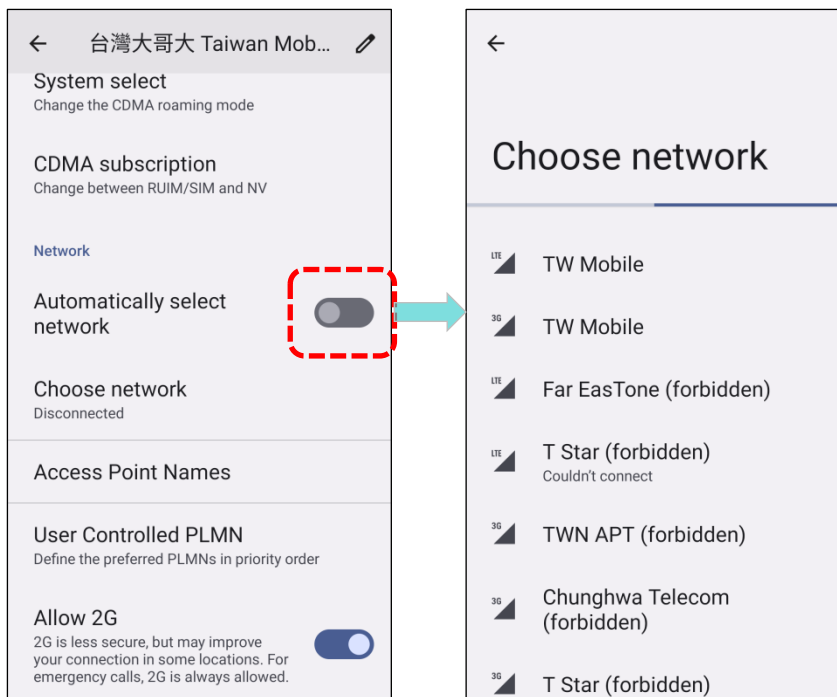 台灣大哥大 Taiwan Mob...
System select
Change the CDMA roaming mode
CDMA subscription
Change between RUIM/SIM and NV
Network
Automatically select
network
Choose network
Disconnected
Access Point Names
User Controlled PLMN
Define the preferred PLMNs in priority order
Allow 2G
2G is less secure, but may improve
your connection in some locations. For
emergency calls, 2G is always allowed.
Choose network
LTE TW Mobile
3G TW Mobile
LTE Far EasTone (forbidden)
LTE T Star (forbidden)
Couldn't connect
3G TWN APT (forbidden)
3G Chunghwa Telecom
(forbidden)
3G T Star (forbidden)